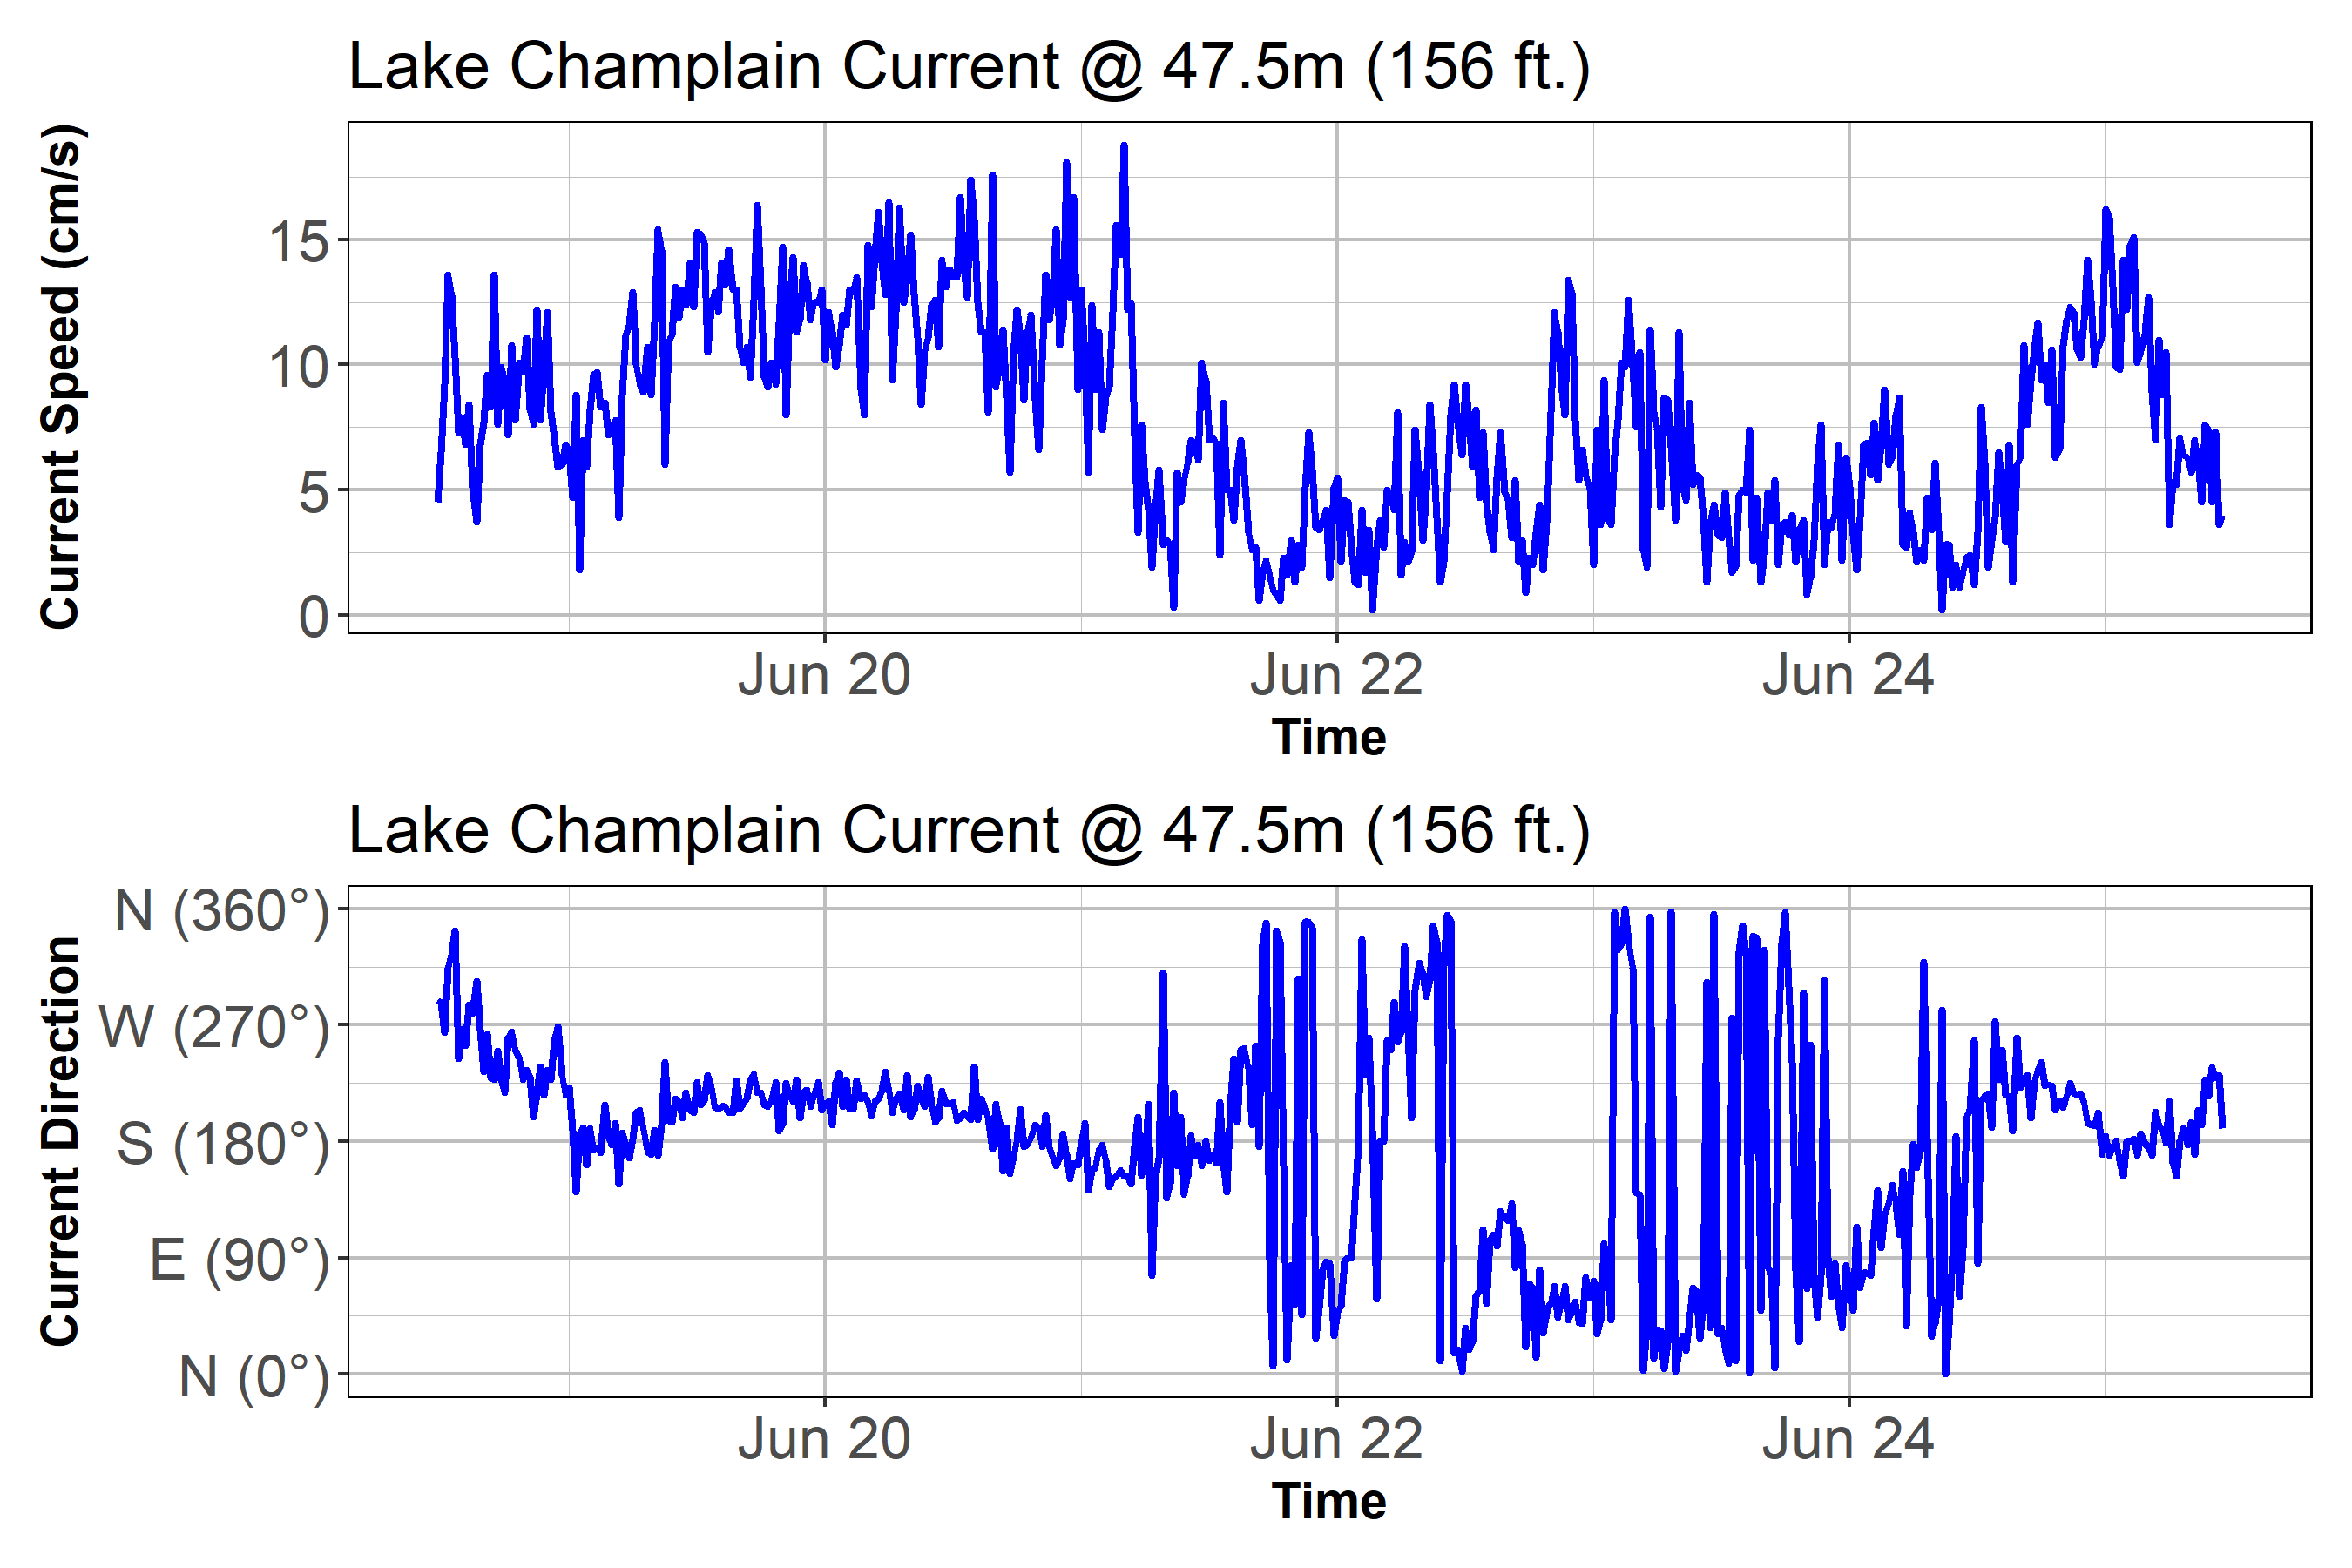 Lake Champlain Current @ 47.5m (156 ft.)
Current Speed (cm/s)
15
10
5
0
Jun 20 Jun 22 Jun 24
Time
Lake Champlain Current @ 47.5m (156 ft.)
Current Direction
N (360°)
W (270°)
S (180°)
E (90°)
N (0°)
Jun 20 Jun 22 Jun 24
Time